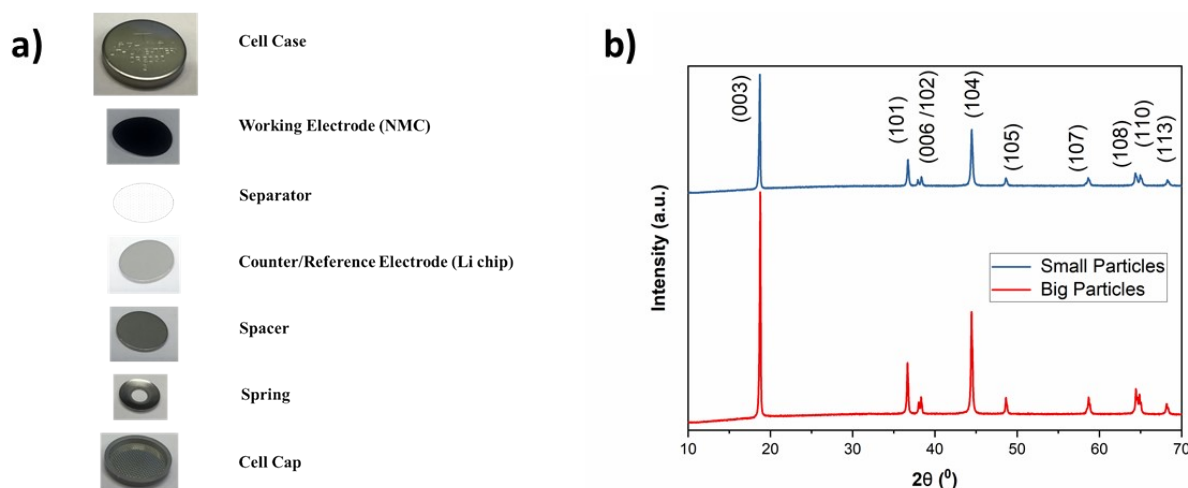 a)
Cell Case
Working Electrode (NMC)
Separator
Counter/Reference Electrode (Li chip)
Spacer
Spring
Cell Cap
b)
(003)
(101)
(006 /102)
(104)
(105)
(107)
(108)
(110)
(113)
Intensity (a.u.)
Small Particles
Big Particles
10
20
30
40
50
60
70
2θ (⁰)